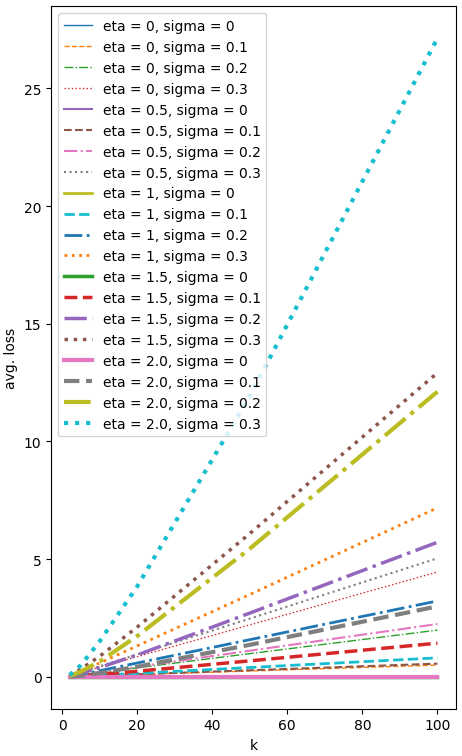 eta = 0, sigma = 0
eta = 0, sigma = 0.1
eta = 0, sigma = 0.2
eta = 0, sigma = 0.3
eta = 0.5, sigma = 0
eta = 0.5, sigma = 0.1
eta = 0.5, sigma = 0.2
eta = 0.5, sigma = 0.3
eta = 1, sigma = 0
eta = 1, sigma = 0.1
eta = 1, sigma = 0.2
eta = 1, sigma = 0.3
eta = 1.5, sigma = 0
eta = 1.5, sigma = 0.1
eta = 1.5, sigma = 0.2
eta = 1.5, sigma = 0.3
eta = 2.0, sigma = 0
eta = 2.0, sigma = 0.1
eta = 2.0, sigma = 0.2
eta = 2.0, sigma = 0.3
25
20
15
10
5
0
avg. loss
0 20 40 60 80 100
k